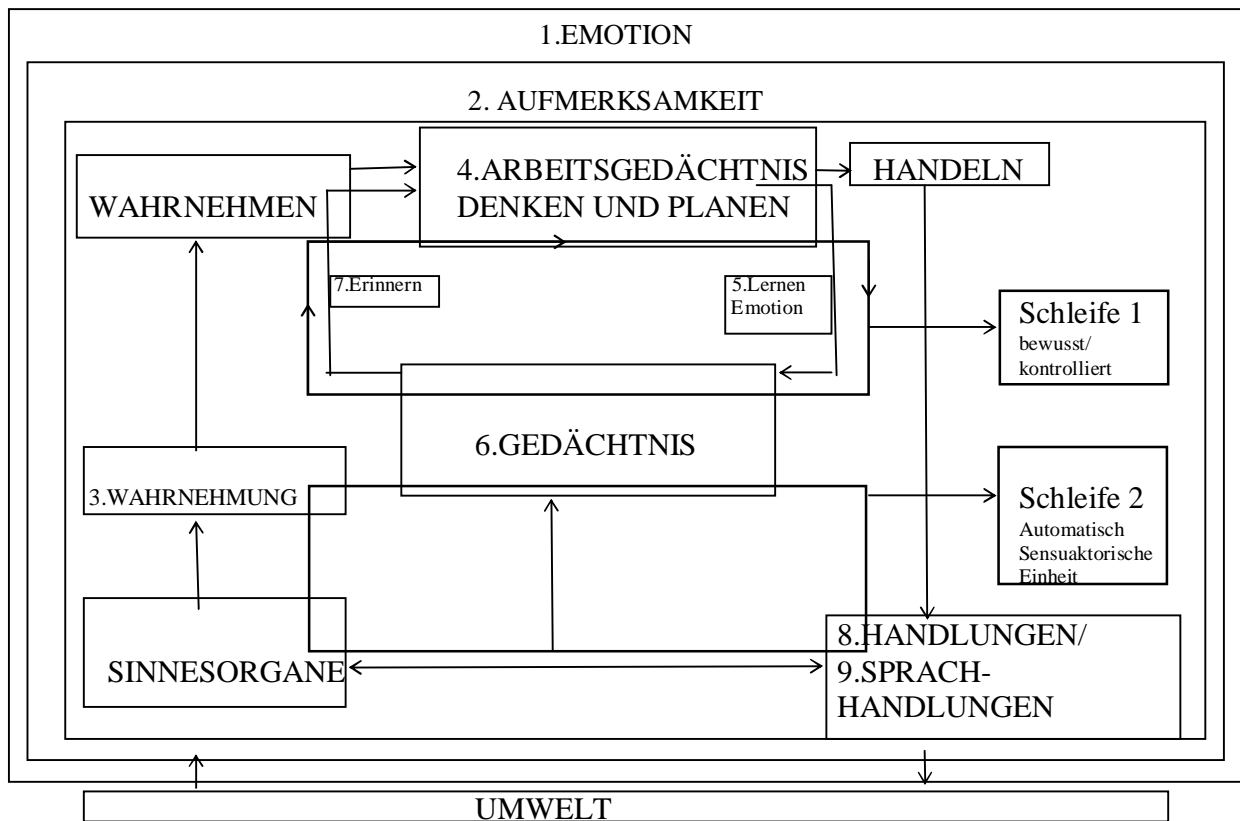 1.EMOTION
2. AUFMERKSAMKEIT
WAHRNEHMEN
4.ARBEITSGEDÄCHTNIS
DENKEN UND PLANEN
HANDELN
7.Erinnern
5.Lernen
Emotion
Schleife 1
bewusst/
kontrolliert
6.GEDÄCHTNIS
3.WAHRNEHMUNG
Schleife 2
Automatisch
Sensuaktorische
Einheit
SINNESORGANE
8.HANDLUNGEN/
9.SPRACH-
HANDLUNGEN
UMWELT